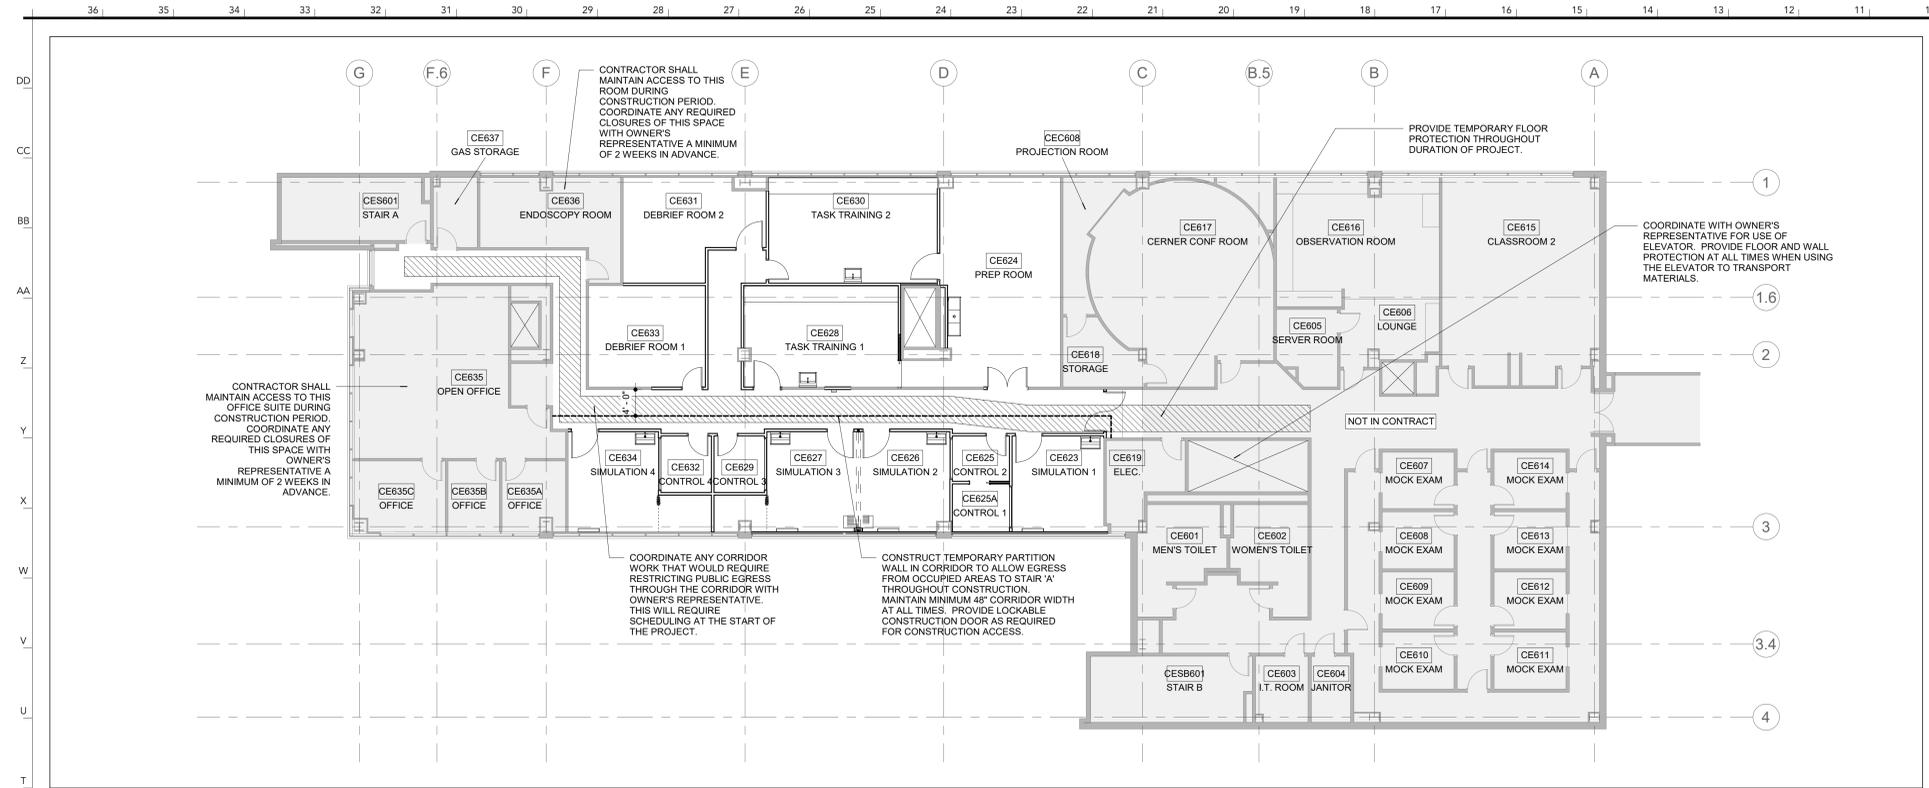 36 35 34 33 32 31 30 29 28 27 26 25 24 23 22 21 20 19 18 17 16 15 14 13 12 11
DD
CC
BB
AA
Z
Y
X
W
V
U
T
G F.6 F E D C B.5 B A
1
1.6
2
3
3.4
4
CONTRACTOR SHALL
MAINTAIN ACCESS TO THIS
ROOM DURING
CONSTRUCTION PERIOD.
COORDINATE ANY REQUIRED
CLOSURES OF THIS SPACE
WITH OWNER'S
REPRESENTATIVE A MINIMUM
OF 2 WEEKS IN ADVANCE.
CE637
GAS STORAGE
CEC608
PROJECTION ROOM
PROVIDE TEMPORARY FLOOR
PROTECTION THROUGHOUT
DURATION OF PROJECT.
COORDINATE WITH OWNER'S
REPRESENTATIVE FOR USE OF
ELEVATOR. PROVIDE FLOOR AND WALL
PROTECTION AT ALL TIMES WHEN USING
THE ELEVATOR TO TRANSPORT
MATERIALS.
CES601
STAIR A
CE636
ENDOSCOPY ROOM
CE631
DEBRIEF ROOM 2
CE630
TASK TRAINING 2
CE624
PREP ROOM
CE617
CERNER CONF ROOM
CE616
OBSERVATION ROOM
CE615
CLASSROOM 2
CE633
DEBRIEF ROOM 1
CE628
TASK TRAINING 1
CE618
STORAGE
CE605
SERVER ROOM
CE606
LOUNGE
CE635
OPEN OFFICE
4' - 0"
NOT IN CONTRACT
CONTRACTOR SHALL
MAINTAIN ACCESS TO THIS
OFFICE SUITE DURING
CONSTRUCTION PERIOD.
COORDINATE ANY
REQUIRED CLOSURES OF
THIS SPACE WITH
OWNER'S
REPRESENTATIVE A
MINIMUM OF 2 WEEKS IN
ADVANCE.
CE635C
OFFICE
CE635B
OFFICE
CE635A
OFFICE
CE634
SIMULATION 4
CE632
CONTROL 4
CE629
CONTROL 3
CE627
SIMULATION 3
CE626
SIMULATION 2
CE625
CONTROL 2
CE625A
CONTROL 1
CE623
SIMULATION 1
CE619
ELEC.
CE607
MOCK EXAM
CE614
MOCK EXAM
CE601
MEN'S TOILET
CE602
WOMEN'S TOILET
CE608
MOCK EXAM
CE613
MOCK EXAM
CE609
MOCK EXAM
CE612
MOCK EXAM
CE610
MOCK EXAM
CE611
MOCK EXAM
CESB601
STAIR B
CE603
I.T. ROOM
CE604
JANITOR
COORDINATE ANY CORRIDOR
WORK THAT WOULD REQUIRE
RESTRICTING PUBLIC EGRESS
THROUGH THE CORRIDOR WITH
OWNER'S REPRESENTATIVE.
THIS WILL REQUIRE
SCHEDULING AT THE START OF
THE PROJECT.
CONSTRUCT TEMPORARY PARTITION
WALL IN CORRIDOR TO ALLOW EGRESS
FROM OCCUPIED AREAS TO STAIR 'A'
THROUGHOUT CONSTRUCTION.
MAINTAIN MINIMUM 48" CORRIDOR WIDTH
AT ALL TIMES. PROVIDE LOCKABLE
CONSTRUCTION DOOR AS REQUIRED
FOR CONSTRUCTION ACCESS.